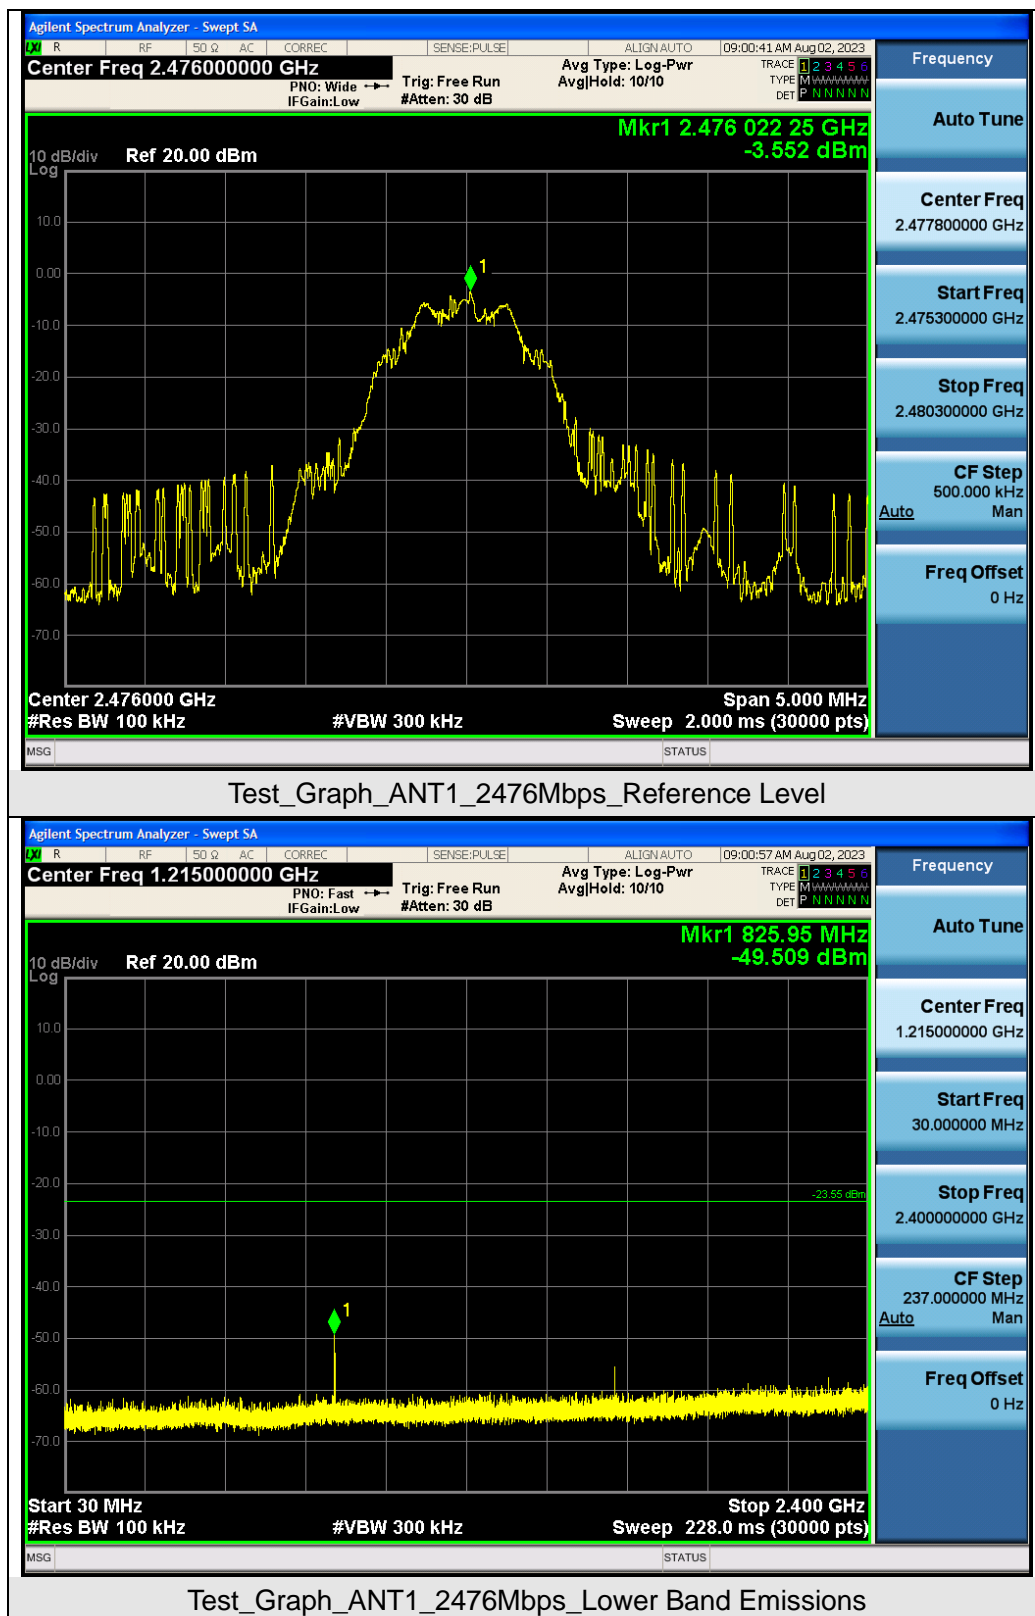 Agilent Spectrum Analyzer - Swept SA
LXI R RF 50 Ω AC CORREC SENSE:PULSE ALIGN AUTO 09:00:41 AM Aug 02, 2023
Center Freq 2.476000000 GHz
PNO: Wide
IFGain:Low
Trig: Free Run
#Atten: 30 dB
Avg Type: Log-Pwr
Avg|Hold: 10/10
TRACE 1 2 3 4 5 6
TYPE M
DET P N N N N N
Mkr1 2.476 022 25 GHz
-3.552 dBm
10 dB/div Ref 20.00 dBm
Log
10.0
0.00
-10.0
-20.0
-30.0
-40.0
-50.0
-60.0
-70.0
1
Center 2.476000 GHz Span 5.000 MHz
#Res BW 100 kHz #VBW 300 kHz Sweep 2.000 ms (30000 pts)
MSG STATUS
Frequency
Auto Tune
Center Freq
2.477800000 GHz
Start Freq
2.475300000 GHz
Stop Freq
2.480300000 GHz
CF Step
500.000 kHz
Auto Man
Freq Offset
0 Hz
Test_Graph_ANT1_2476Mbps_Reference Level
Agilent Spectrum Analyzer - Swept SA
LXI R RF 50 Ω AC CORREC SENSE:PULSE ALIGN AUTO 09:00:57 AM Aug 02, 2023
Center Freq 1.215000000 GHz
PNO: Fast
IFGain:Low
Trig: Free Run
#Atten: 30 dB
Avg Type: Log-Pwr
Avg|Hold: 10/10
TRACE 1 2 3 4 5 6
TYPE M
DET P N N N N N
Mkr1 825.95 MHz
-49.509 dBm
10 dB/div Ref 20.00 dBm
Log
10.0
0.00
-10.0
-20.0
-30.0
-40.0
-50.0
-60.0
-70.0
-23.55 dBm
1
Start 30 MHz Stop 2.400 GHz
#Res BW 100 kHz #VBW 300 kHz Sweep 228.0 ms (30000 pts)
MSG STATUS
Frequency
Auto Tune
Center Freq
1.215000000 GHz
Start Freq
30.000000 MHz
Stop Freq
2.400000000 GHz
CF Step
237.000000 MHz
Auto Man
Freq Offset
0 Hz
Test_Graph_ANT1_2476Mbps_Lower Band Emissions